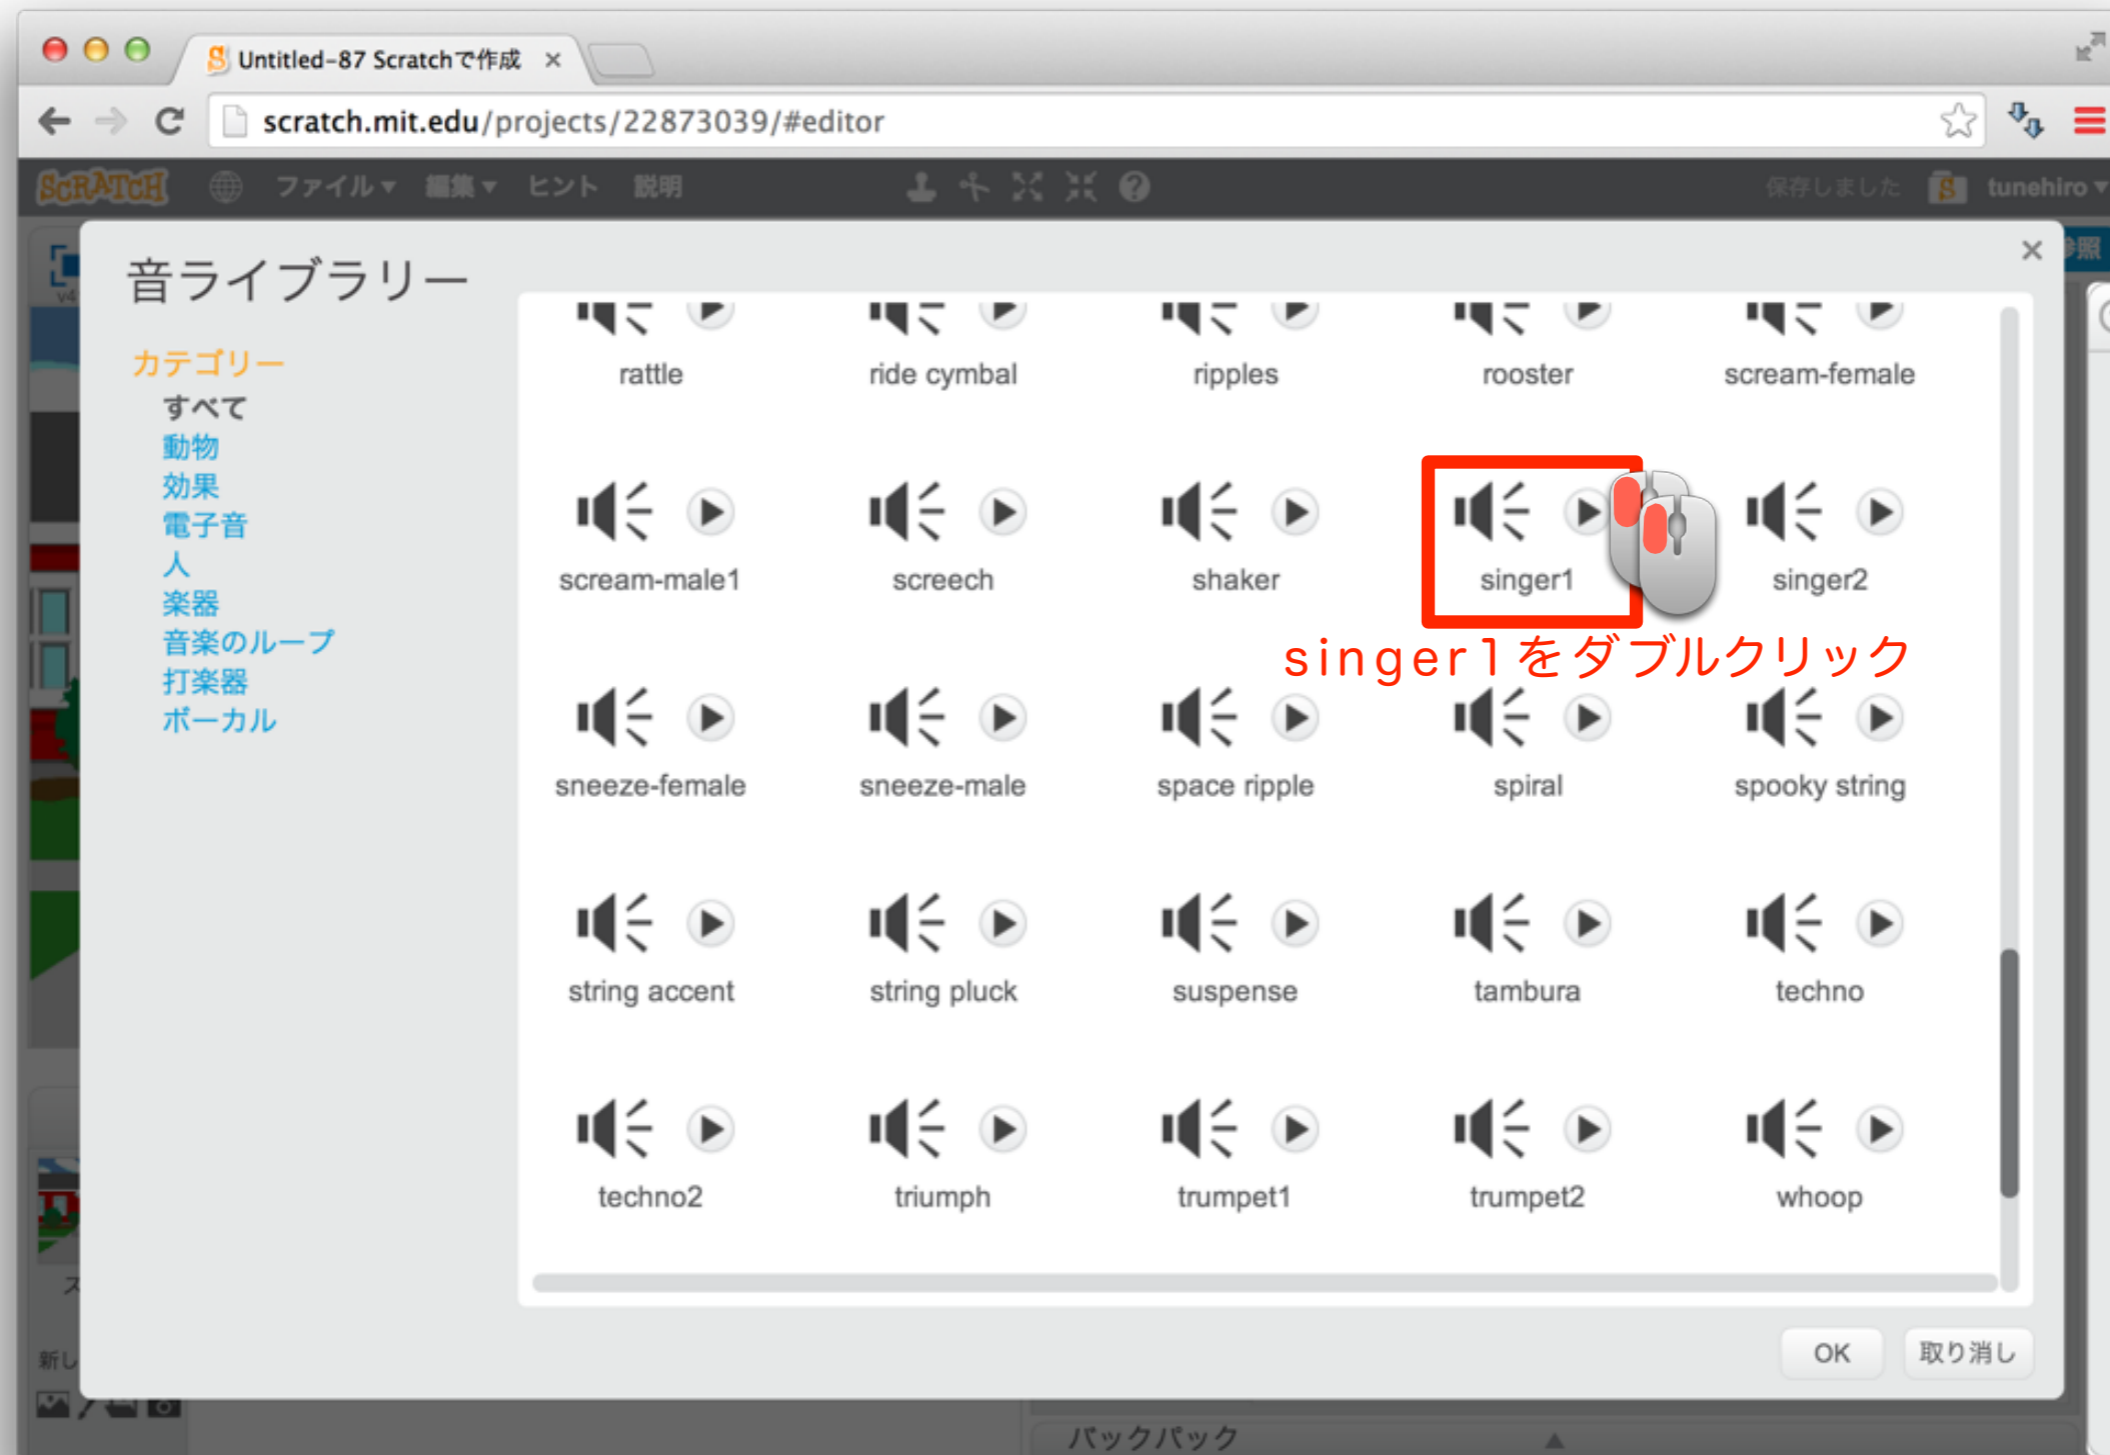 Untitled-87 Scratchで作成
scratch.mit.edu/projects/22873039/#editor
SCRATCH ファイル 編集 ヒント 説明 保存しました tunehiro
v4
参照
音ライブラリー
カテゴリー
すべて
動物
効果
電子音
人
楽器
音楽のループ
打楽器
ボーカル
rattle ride cymbal ripples rooster scream-female
scream-male1 screech shaker singer1 singer2
singer1をダブルクリック
sneeze-female sneeze-male space ripple spiral spooky string
string accent string pluck suspense tambura techno
techno2 triumph trumpet1 trumpet2 whoop
ス
新し
OK 取り消し
バックパック